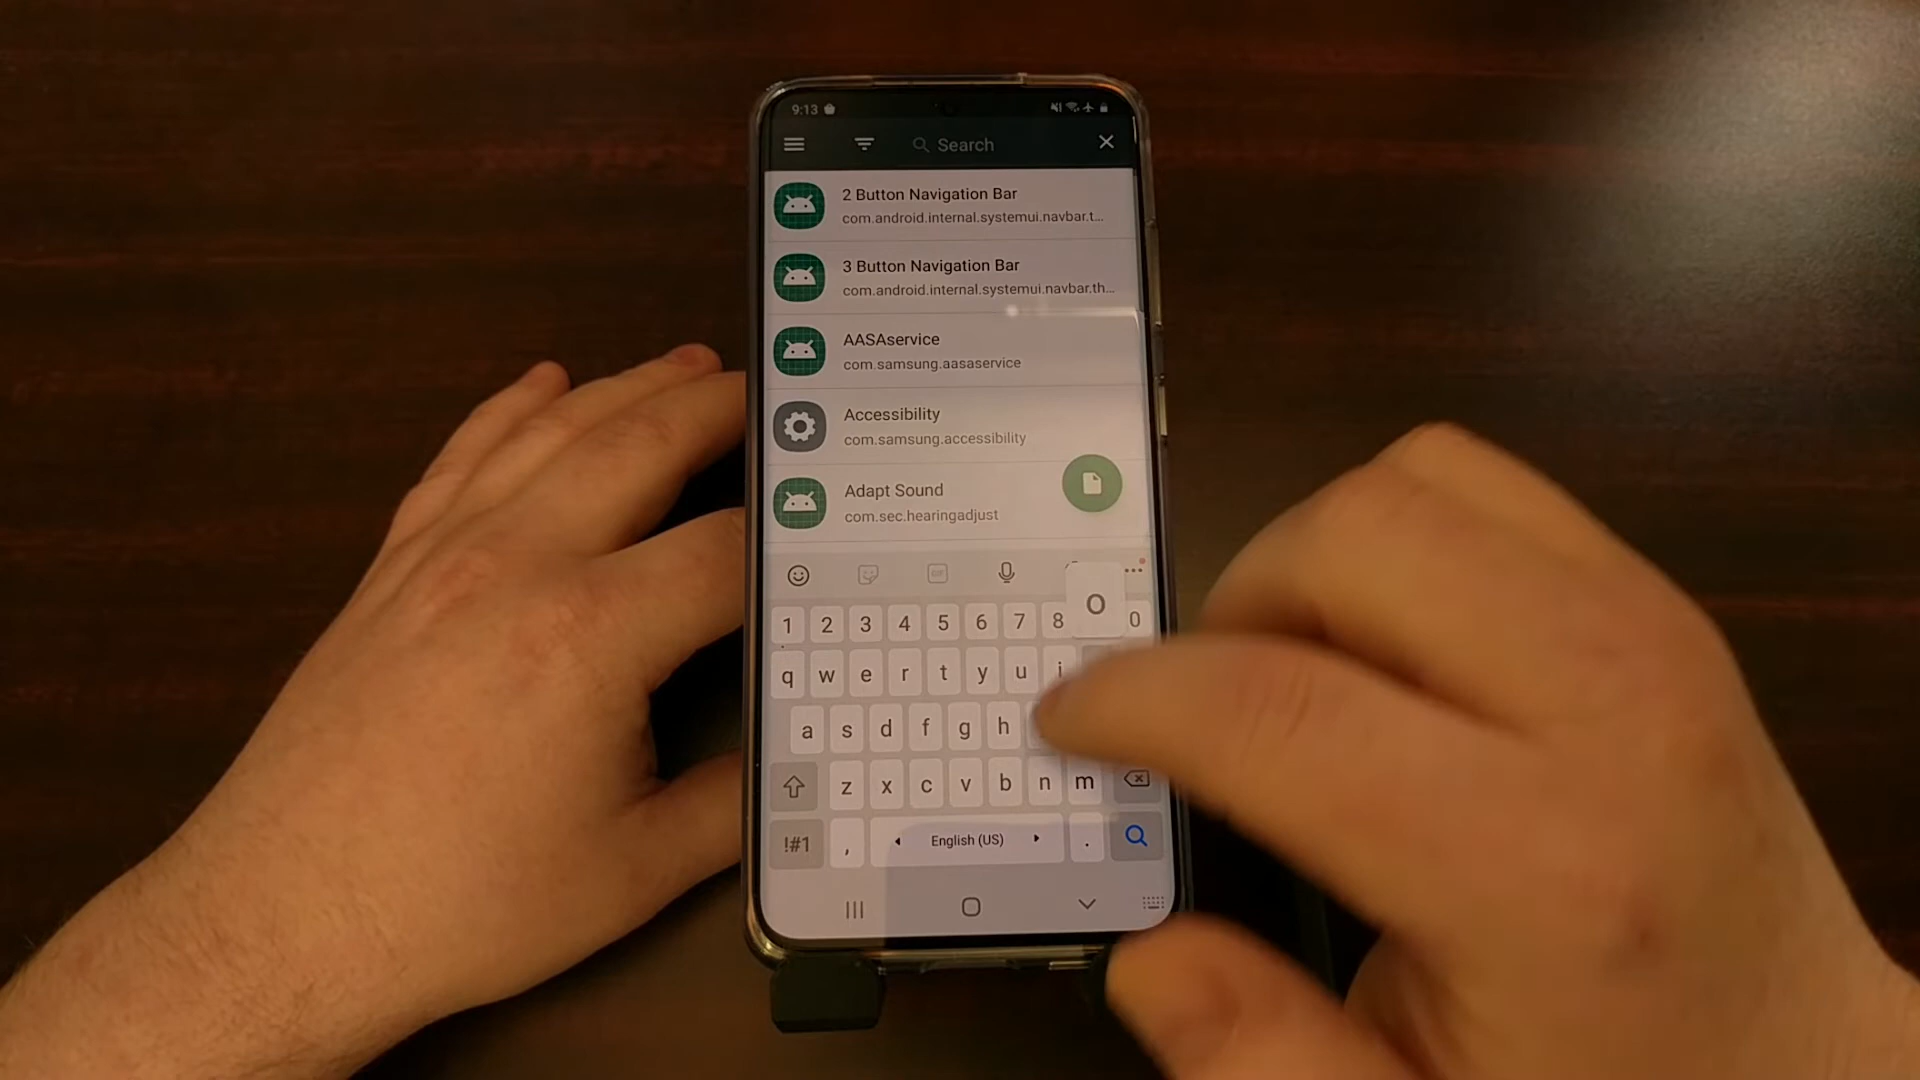 9:13
Search
2 Button Navigation Bar
com.android.internal.systemui.navbar.t...
3 Button Navigation Bar
com.android.internal.systemui.navbar.th...
AASAservice
com.samsung.aasaservice
Accessibility
com.samsung.accessibility
Adapt Sound
com.sec.hearingadjust
GIF
o
1 2 3 4 5 6 7 8 0
q w e r t y u i
a s d f g h
z x c v b n m
!#1 , English (US) .